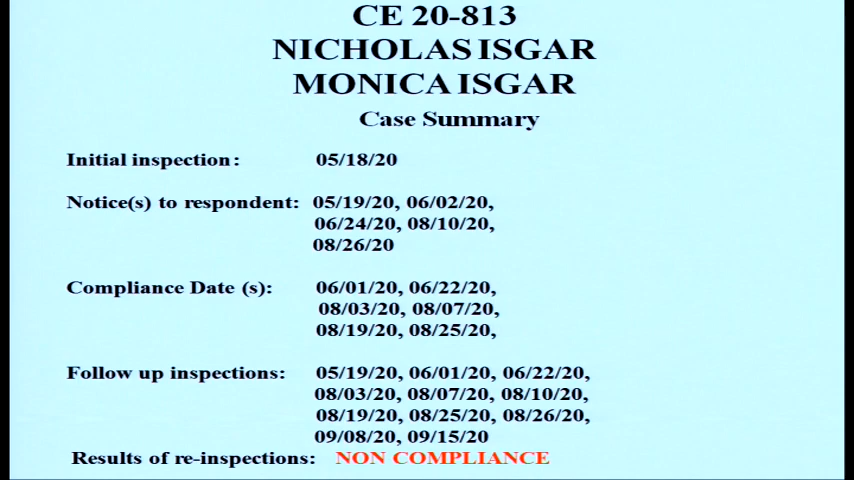 CE 20-813
NICHOLAS ISGAR
MONICA ISGAR
Case Summary
Initial inspection: 05/18/20
Notice(s) to respondent: 05/19/20, 06/02/20,
06/24/20, 08/10/20,
08/26/20
Compliance Date (s): 06/01/20, 06/22/20,
08/03/20, 08/07/20,
08/19/20, 08/25/20,
Follow up inspections: 05/19/20, 06/01/20, 06/22/20,
08/03/20, 08/07/20, 08/10/20,
08/19/20, 08/25/20, 08/26/20,
09/08/20, 09/15/20
Results of re-inspections: NON COMPLIANCE